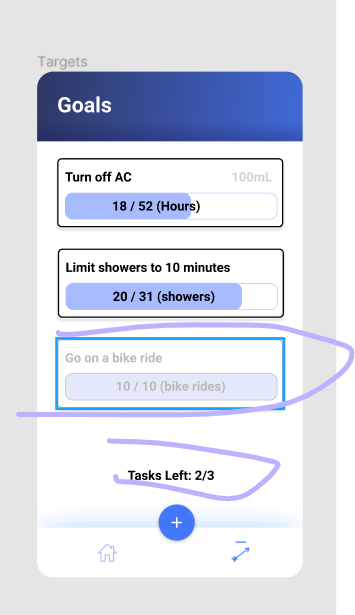 Targets
Goals
Turn off AC 100mL
18 / 52 (Hours)
Limit showers to 10 minutes
20 / 31 (showers)
Go on a bike ride
10 / 10 (bike rides)
Tasks Left: 2/3
+